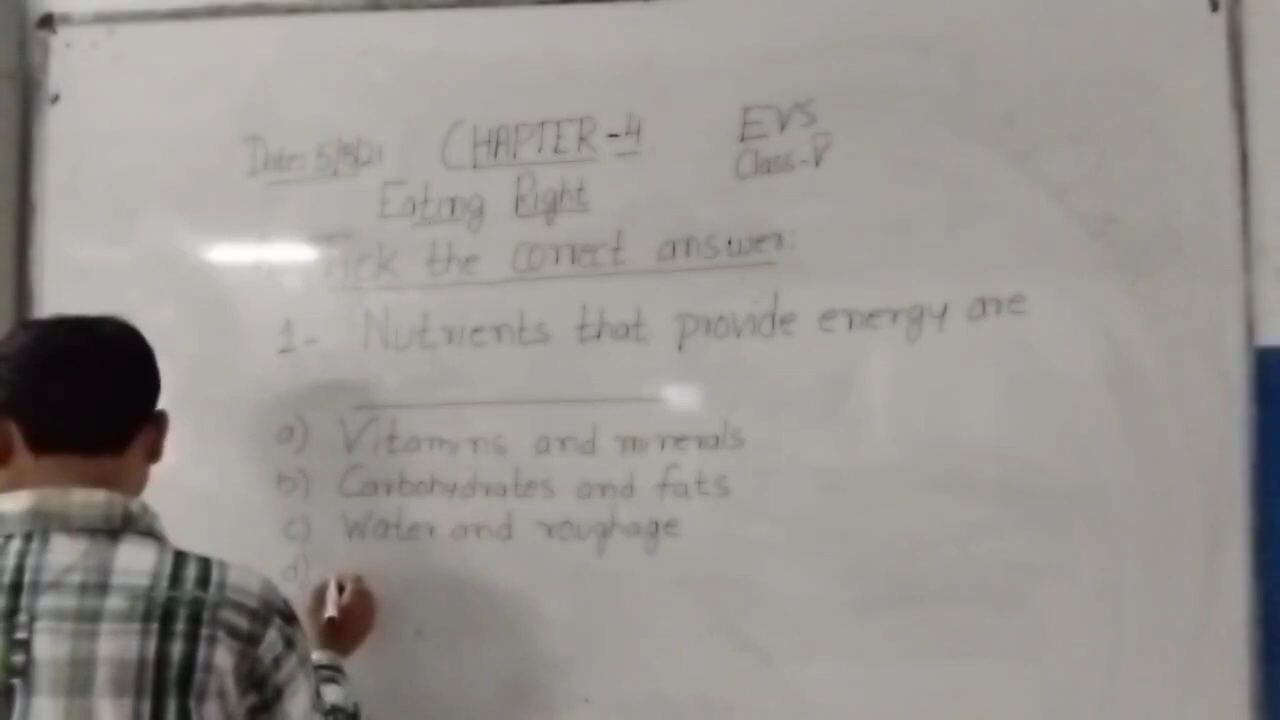 Date: 5/8/21 CHAPTER-4 EVS
Class-V
Eating Right
Tick the correct answer:
1- Nutrients that provide energy are
a) Vitamins and minerals
b) Carbohydrates and fats
c) Water and roughage
d)